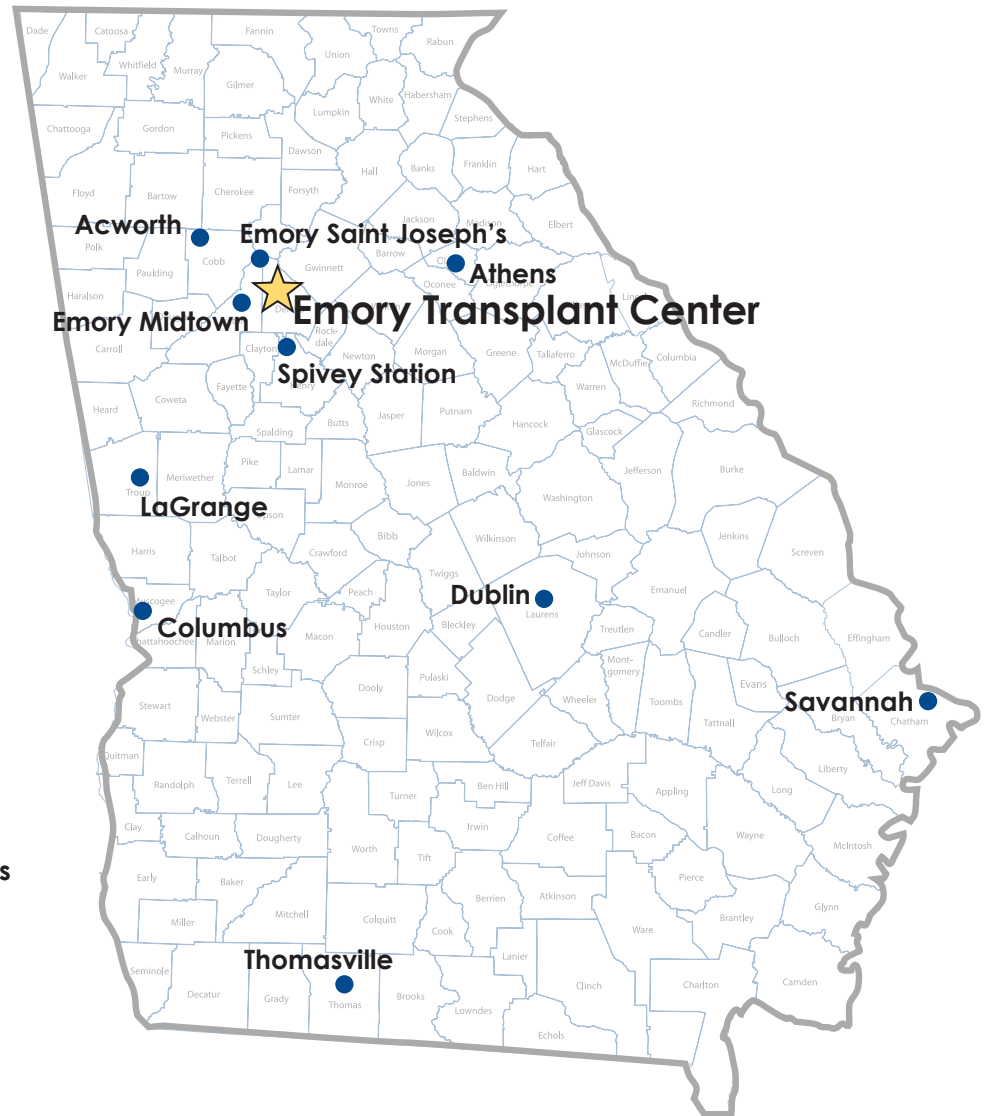 Dade
Catoosa
Fannin
Towns
Rabun
Union
Whitfield
Murray
Walker
Gilmer
White
Habersham
Lumpkin
Stephens
Chattooga
Gordon
Pickens
Dawson
Hall
Banks
Franklin
Hart
Floyd
Bartow
Cherokee
Forsyth
Jackson
Madison
Elbert
Acworth
Emory Saint Joseph's
Polk
Cobb
Barrow
Gwinnett
Athens
Paulding
Oconee
Haralson
Emory Transplant Center
Emory Midtown
Rock-
dale
Carroll
Clayton
Newton
Morgan
Greene
Taliaferro
McDuffie
Columbia
Spivey Station
Fayette
Henry
Warren
Coweta
Heard
Butts
Jasper
Putnam
Hancock
Richmond
Spalding
Glascock
Pike
Lamar
Meriwether
Monroe
Jones
Baldwin
Jefferson
Burke
Troup
Washington
LaGrange
Harris
Talbot
Crawford
Bibb
Wilkinson
Johnson
Jenkins
Screven
Twiggs
Taylor
Peach
Emanuel
Muscogee
Dublin
Laurens
Columbus
Chattahoochee
Marion
Macon
Houston
Bleckley
Treutlen
Candler
Bulloch
Effingham
Schley
Dooly
Pulaski
Dodge
Wheeler
Mont-
gomery
Toombs
Evans
Tattnall
Savannah
Bryan
Chatham
Stewart
Webster
Sumter
Crisp
Wilcox
Telfair
Quitman
Randolph
Terrell
Lee
Turner
Ben Hill
Jeff Davis
Appling
Long
Liberty
Clay
Calhoun
Dougherty
Worth
Tift
Irwin
Coffee
Bacon
Wayne
McIntosh
s
Early
Baker
Mitchell
Colquitt
Berrien
Atkinson
Pierce
Brantley
Glynn
Miller
Cook
Ware
Thomasville
Lanier
Seminole
Decatur
Grady
Thomas
Brooks
Lowndes
Clinch
Charlton
Camden
Echols